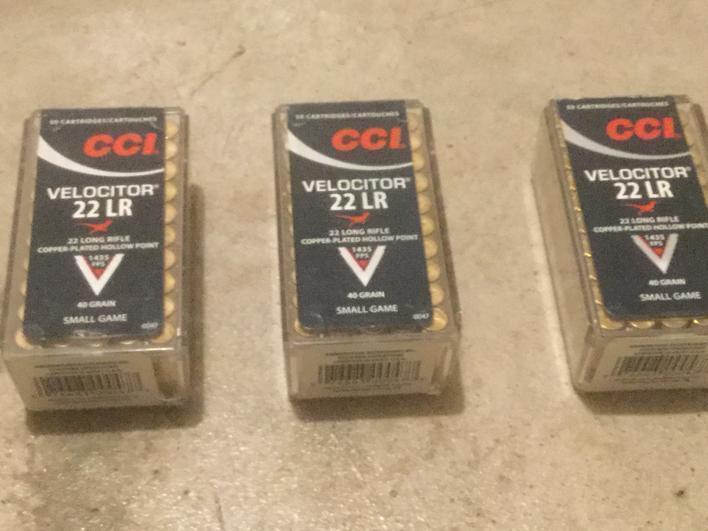 50 CARTRIDGES/CARTOUCHES
CCI
VELOCITOR®
22 LR
22 LONG RIFLE
COPPER-PLATED HOLLOW POINT
1435
FPS
40 GRAIN
SMALL GAME
0047
50 CARTRIDGES/CARTOUCHES
CCI
VELOCITOR®
22 LR
22 LONG RIFLE
COPPER-PLATED HOLLOW POINT
1435
FPS
40 GRAIN
SMALL GAME
0047
50 CARTRIDGES/CARTOUCHES
CCI
VELOCITOR®
22 LR
22 LONG RIFLE
COPPER-PLATED HOLLOW POINT
1435
FPS
40 GRAIN
SMALL GAME